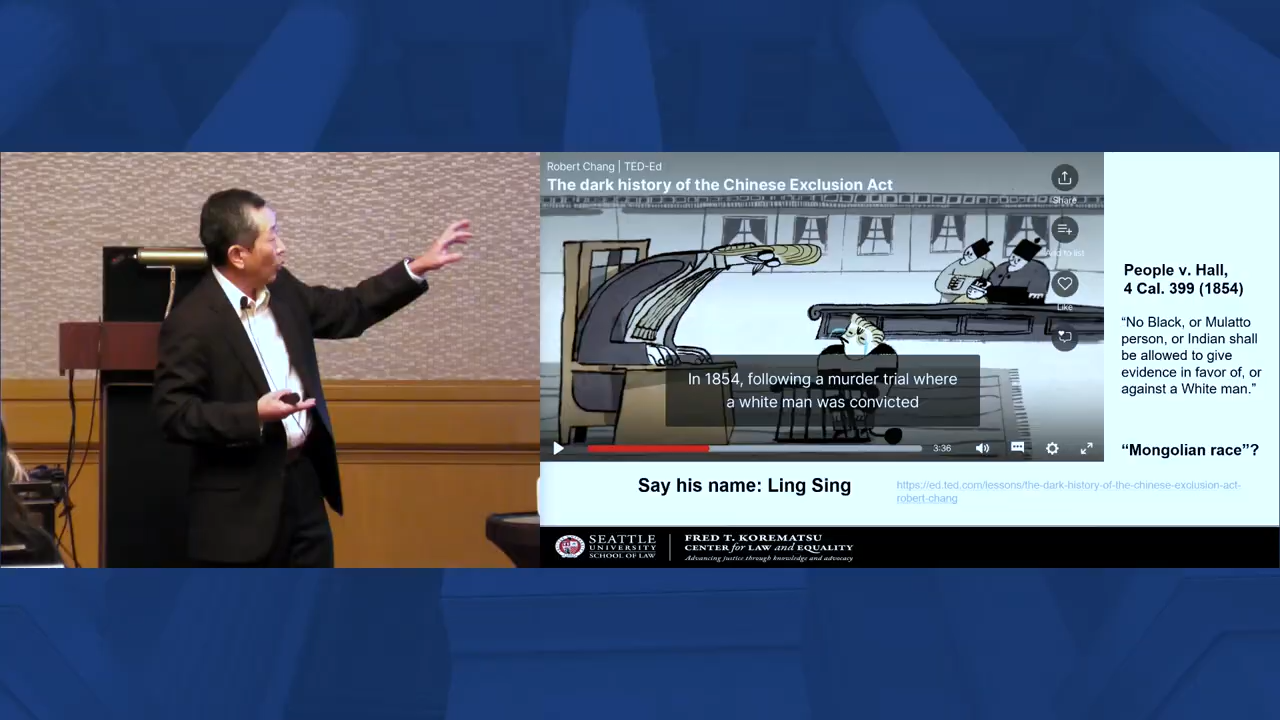 Robert Chang | TED-Ed
The dark history of the Chinese Exclusion Act
Share
Add to list
Like
In 1854, following a murder trial where
a white man was convicted
3:36
People v. Hall,
4 Cal. 399 (1854)
“No Black, or Mulatto
person, or Indian shall
be allowed to give
evidence in favor of, or
against a White man.”
“Mongolian race”?
Say his name: Ling Sing
https://ed.ted.com/lessons/the-dark-history-of-the-chinese-exclusion-act-
robert-chang
SEATTLE
UNIVERSITY
SCHOOL OF LAW
FRED T. KOREMATSU
CENTER for LAW and EQUALITY
Advancing justice through knowledge and advocacy